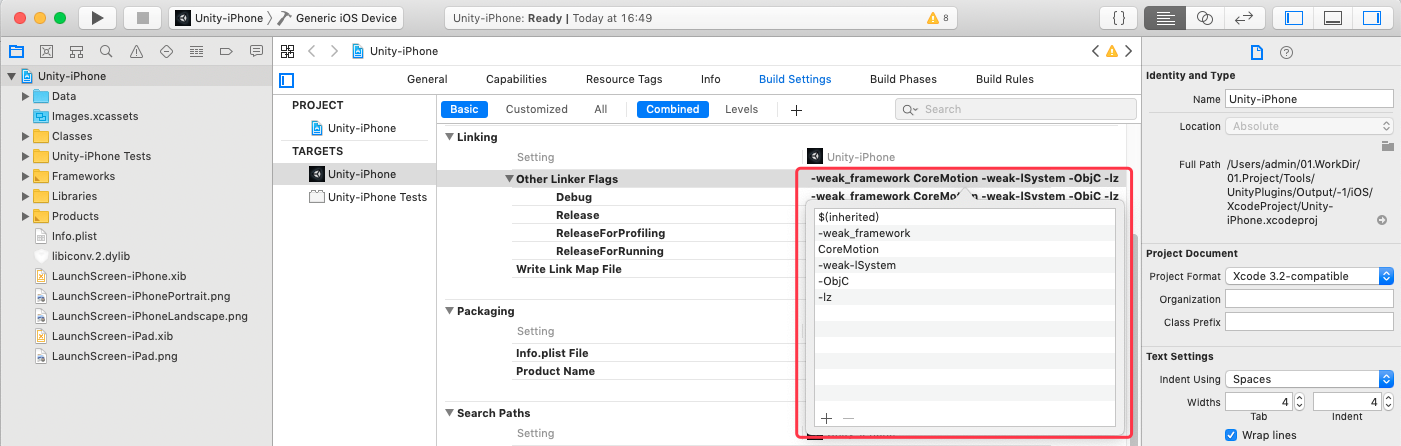 Unity-iPhone
Generic iOS Device
Unity-iPhone: Ready | Today at 16:49
8
{ }
Unity-iPhone
Data
Images.xcassets
Classes
Unity-iPhone Tests
Frameworks
Libraries
Products
Info.plist
libiconv.2.dylib
LaunchScreen-iPhone.xib
LaunchScreen-iPhonePortrait.png
LaunchScreen-iPhoneLandscape.png
LaunchScreen-iPad.xib
LaunchScreen-iPad.png
Unity-iPhone
General Capabilities Resource Tags Info Build Settings Build Phases Build Rules
PROJECT
Unity-iPhone
TARGETS
Unity-iPhone
Unity-iPhone Tests
Basic Customized All Combined Levels + Search
Linking
Setting Unity-iPhone
Other Linker Flags -weak_framework CoreMotion -weak-lSystem -ObjC -lz
Debug -weak_framework CoreMotion -weak-lSystem -ObjC -lz
Release
ReleaseForProfiling
ReleaseForRunning
Write Link Map File
$(inherited)
-weak_framework
CoreMotion
-weak-lSystem
-ObjC
-lz
+ −
Packaging
Setting
Info.plist File
Product Name
Search Paths
Setting
Identity and Type
Name Unity-iPhone
Location Absolute
Full Path /Users/admin/01.WorkDir/
01.Project/Tools/
UnityPlugins/Output/-1/iOS/
XcodeProject/Unity-
iPhone.xcodeproj
Project Document
Project Format Xcode 3.2-compatible
Organization
Class Prefix
Text Settings
Indent Using Spaces
Widths 4 4
Tab Indent
Wrap lines